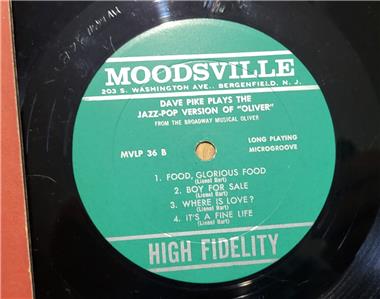 MOODSVILLE
203 S. WASHINGTON AVE., BERGENFIELD, N. J.
DAVE PIKE PLAYS THE
JAZZ-POP VERSION OF "OLIVER"
FROM THE BROADWAY MUSICAL OLIVER
MVLP 36 B
LONG PLAYING
MICROGROOVE
1. FOOD, GLORIOUS FOOD
(Lionel Bart)
2. BOY FOR SALE
(Lionel Bart)
3. WHERE IS LOVE?
(Lionel Bart)
4. IT'S A FINE LIFE
(Lionel Bart)
HIGH FIDELITY